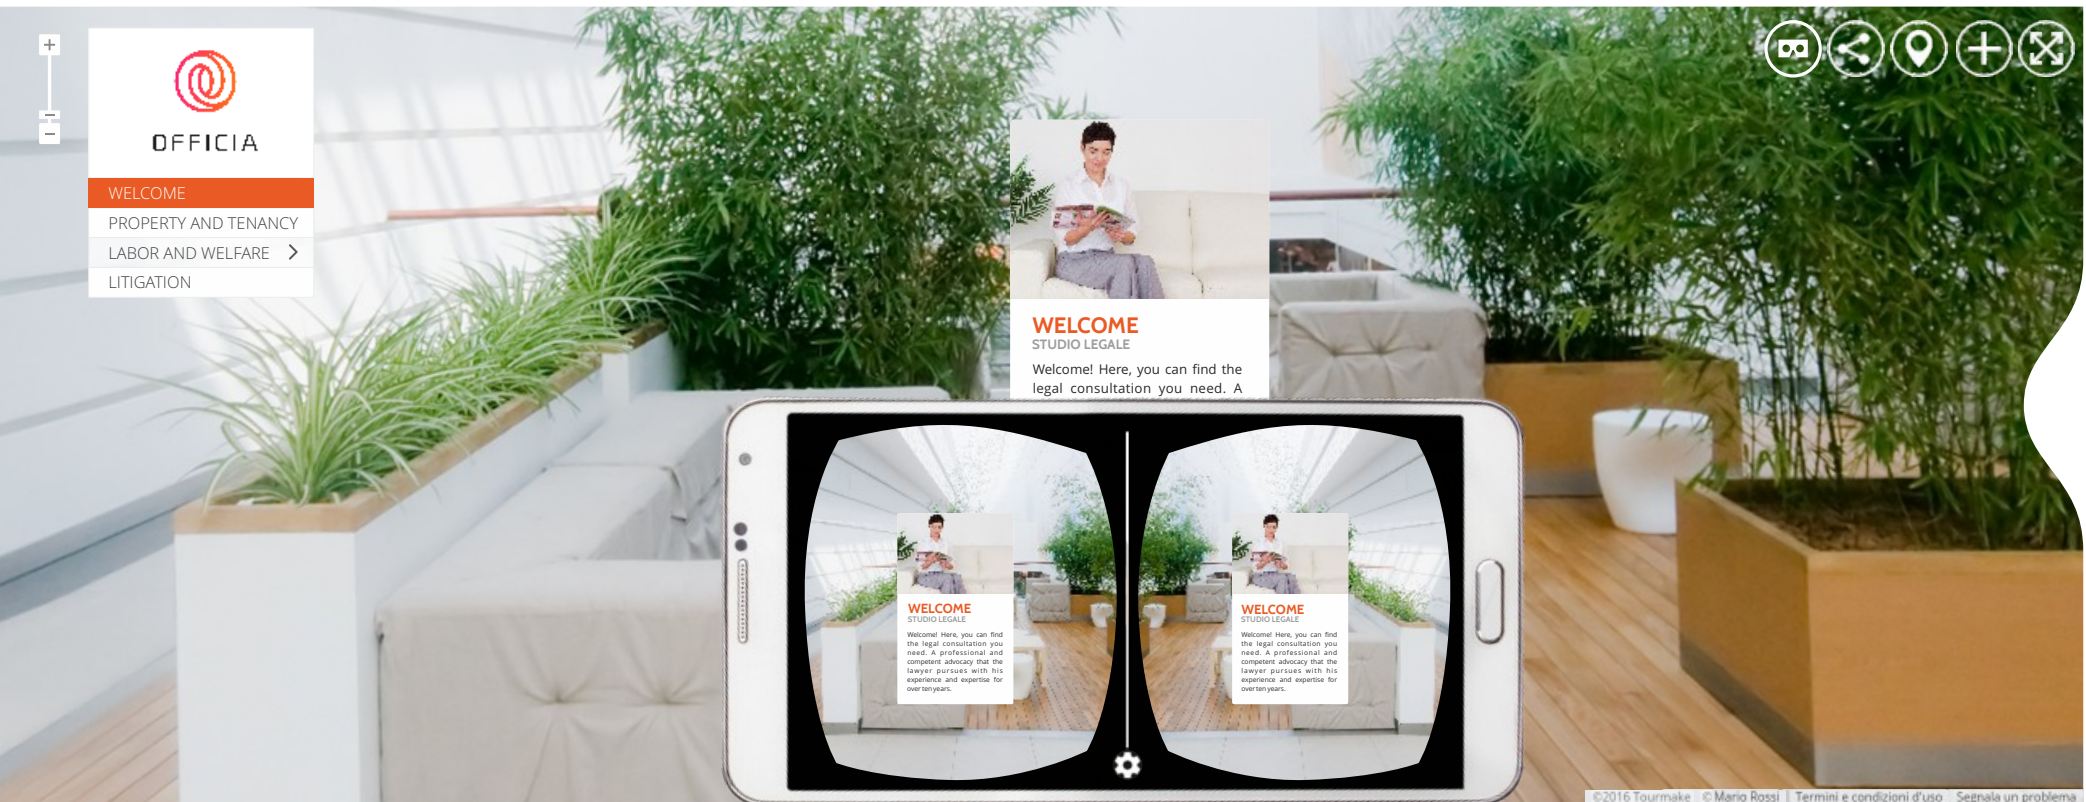 OFFICIA
WELCOME
PROPERTY AND TENANCY
LABOR AND WELFARE
LITIGATION
WELCOME
STUDIO LEGALE
Welcome! Here, you can find the
legal consultation you need. A
WELCOME
STUDIO LEGALE
Welcome! Here, you can find
the legal consultation you
need. A professional and
competent advocacy that the
lawyer pursues with his
experience and expertise for
over ten years.
WELCOME
STUDIO LEGALE
Welcome! Here, you can find
the legal consultation you
need. A professional and
competent advocacy that the
lawyer pursues with his
experience and expertise for
over ten years.
©2016 Tourmake © Mario Rossi | Termini e condizioni d'uso Segnala un problema